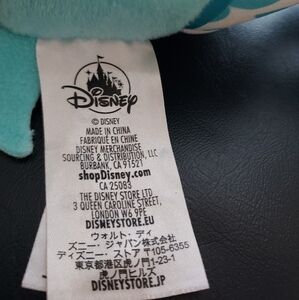 Disney
© DISNEY
MADE IN CHINA
FABRIQUÉ EN CHINE
DISNEY MERCHANDISE
SOURCING & DISTRIBUTION, LLC
BURBANK, CA 91521
shopDisney.com
CA 25083
THE DISNEY STORE LTD
3 QUEEN CAROLINE STREET,
LONDON W6 9PE
DISNEYSTORE.EU
ウォルト・ディ
ズニー・ジャパン株式会社
ディズニー・ストア 〒105-6355
東京都港区虎ノ門1-23-1
虎ノ門ヒルズ
DISNEYSTORE.JP